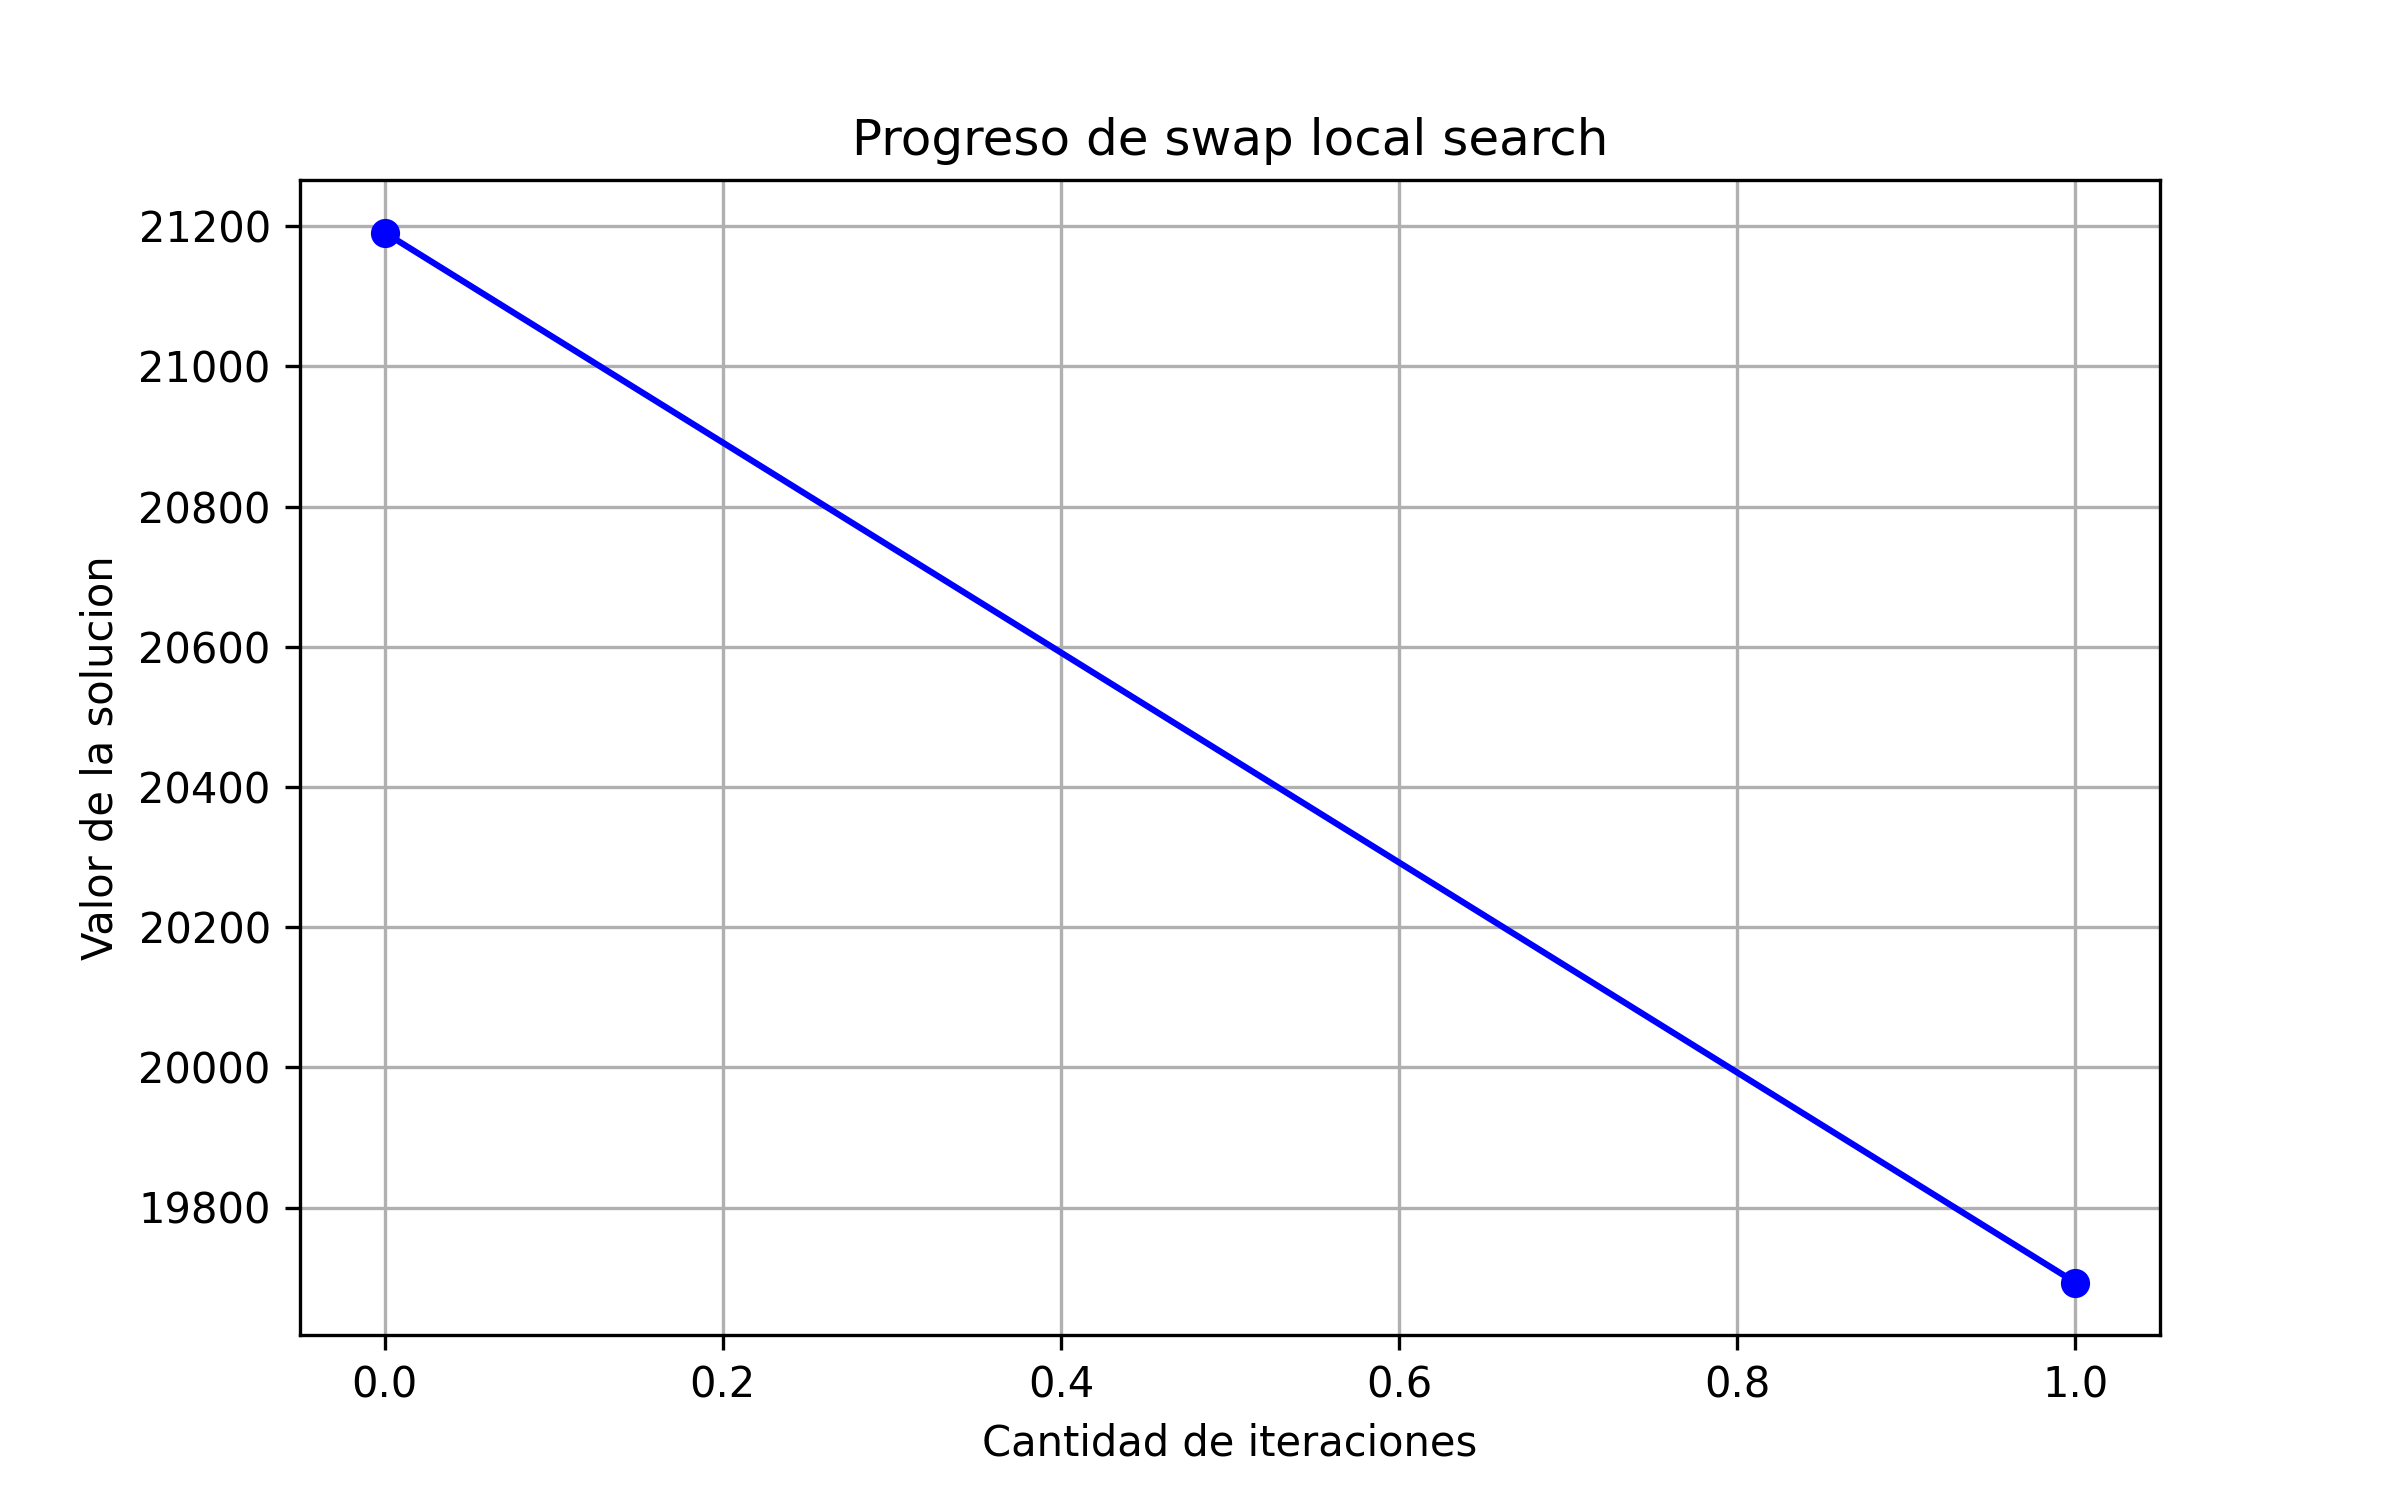 Progreso de swap local search
Valor de la solucion
21200
21000
20800
20600
20400
20200
20000
19800
0.0 0.2 0.4 0.6 0.8 1.0
Cantidad de iteraciones